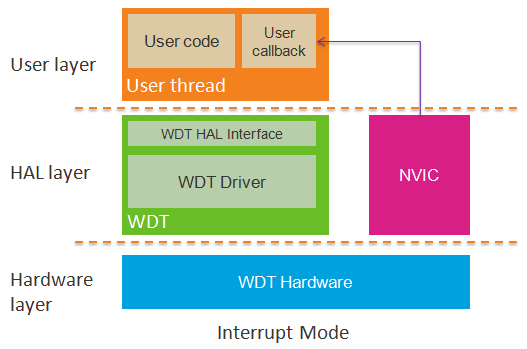 User layer
User code
User
callback
User thread
HAL layer
WDT HAL Interface
WDT Driver
WDT
NVIC
Hardware
layer
WDT Hardware
Interrupt Mode